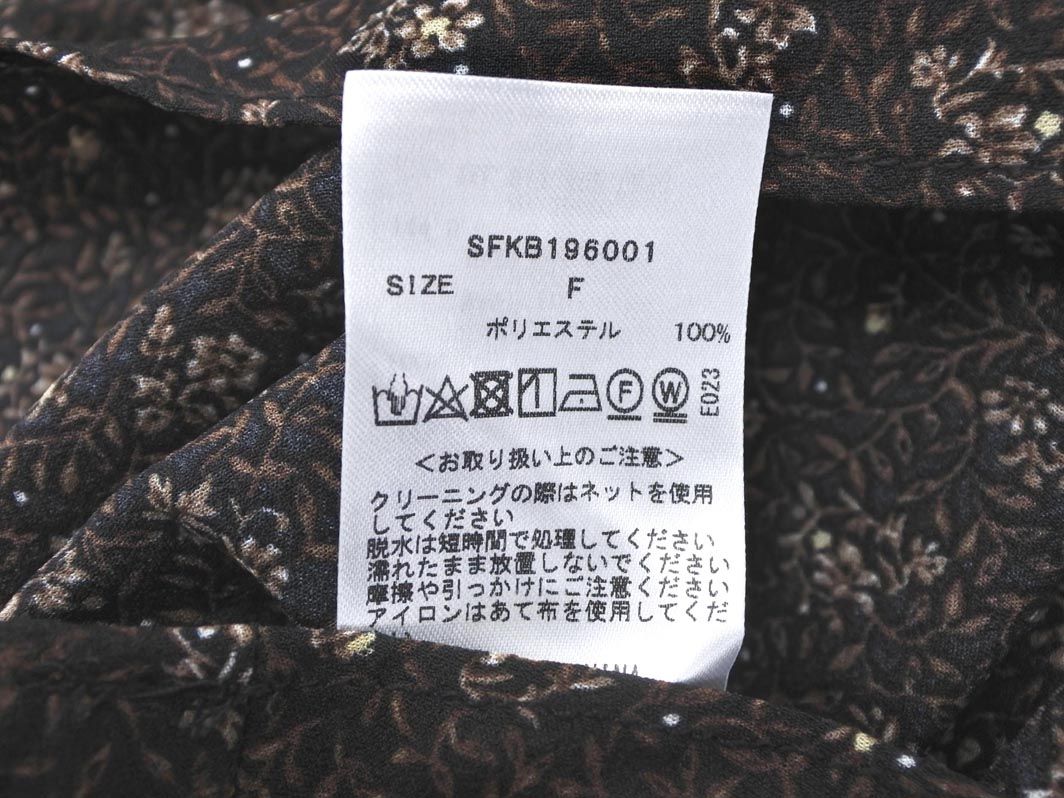 SFKB196001
SIZE F
ポリエステル 100%
F W E023
<お取り扱い上のご注意>
クリーニングの際はネットを使用
してください
脱水は短時間で処理してください
濡れたまま放置しないでください
摩擦や引っかけにご注意ください
アイロンはあて布を使用してくだ